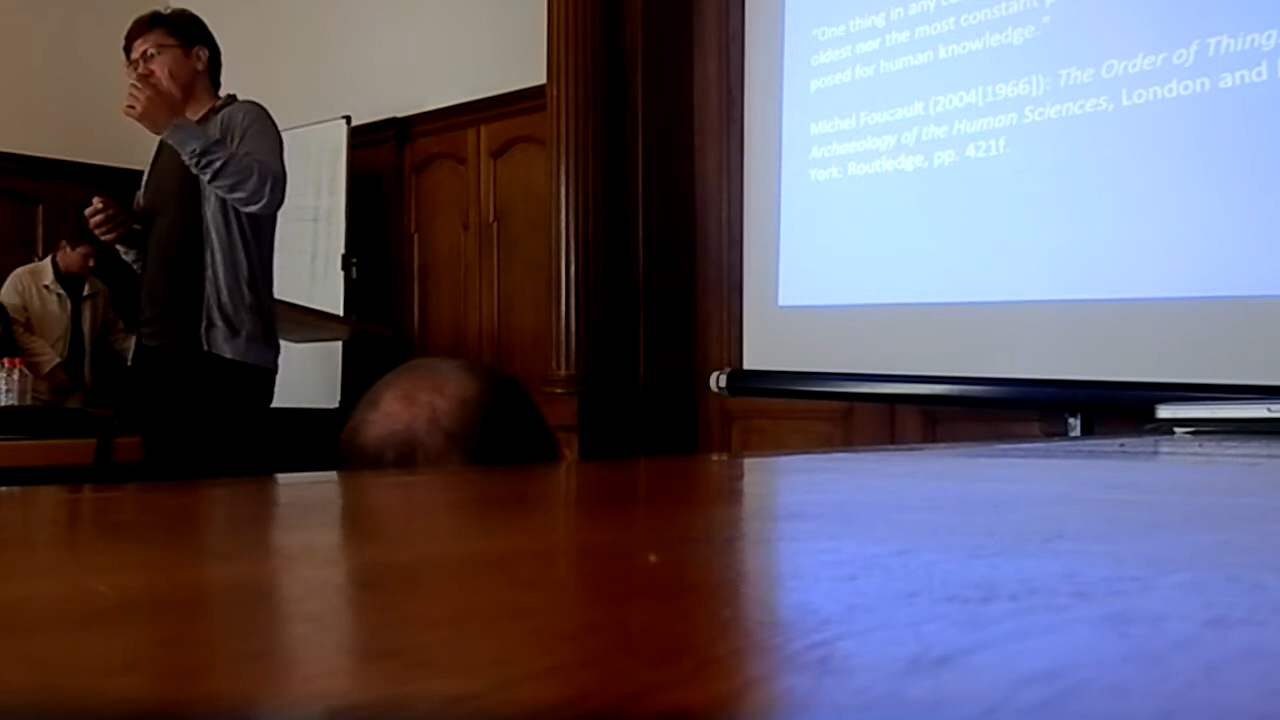 "One thing in any
oldest nor the most constant
posed for human knowledge."
Michel Foucault (2004[1966]): The Order of Thing
Archaeology of the Human Sciences, London and
York: Routledge, pp. 421f.